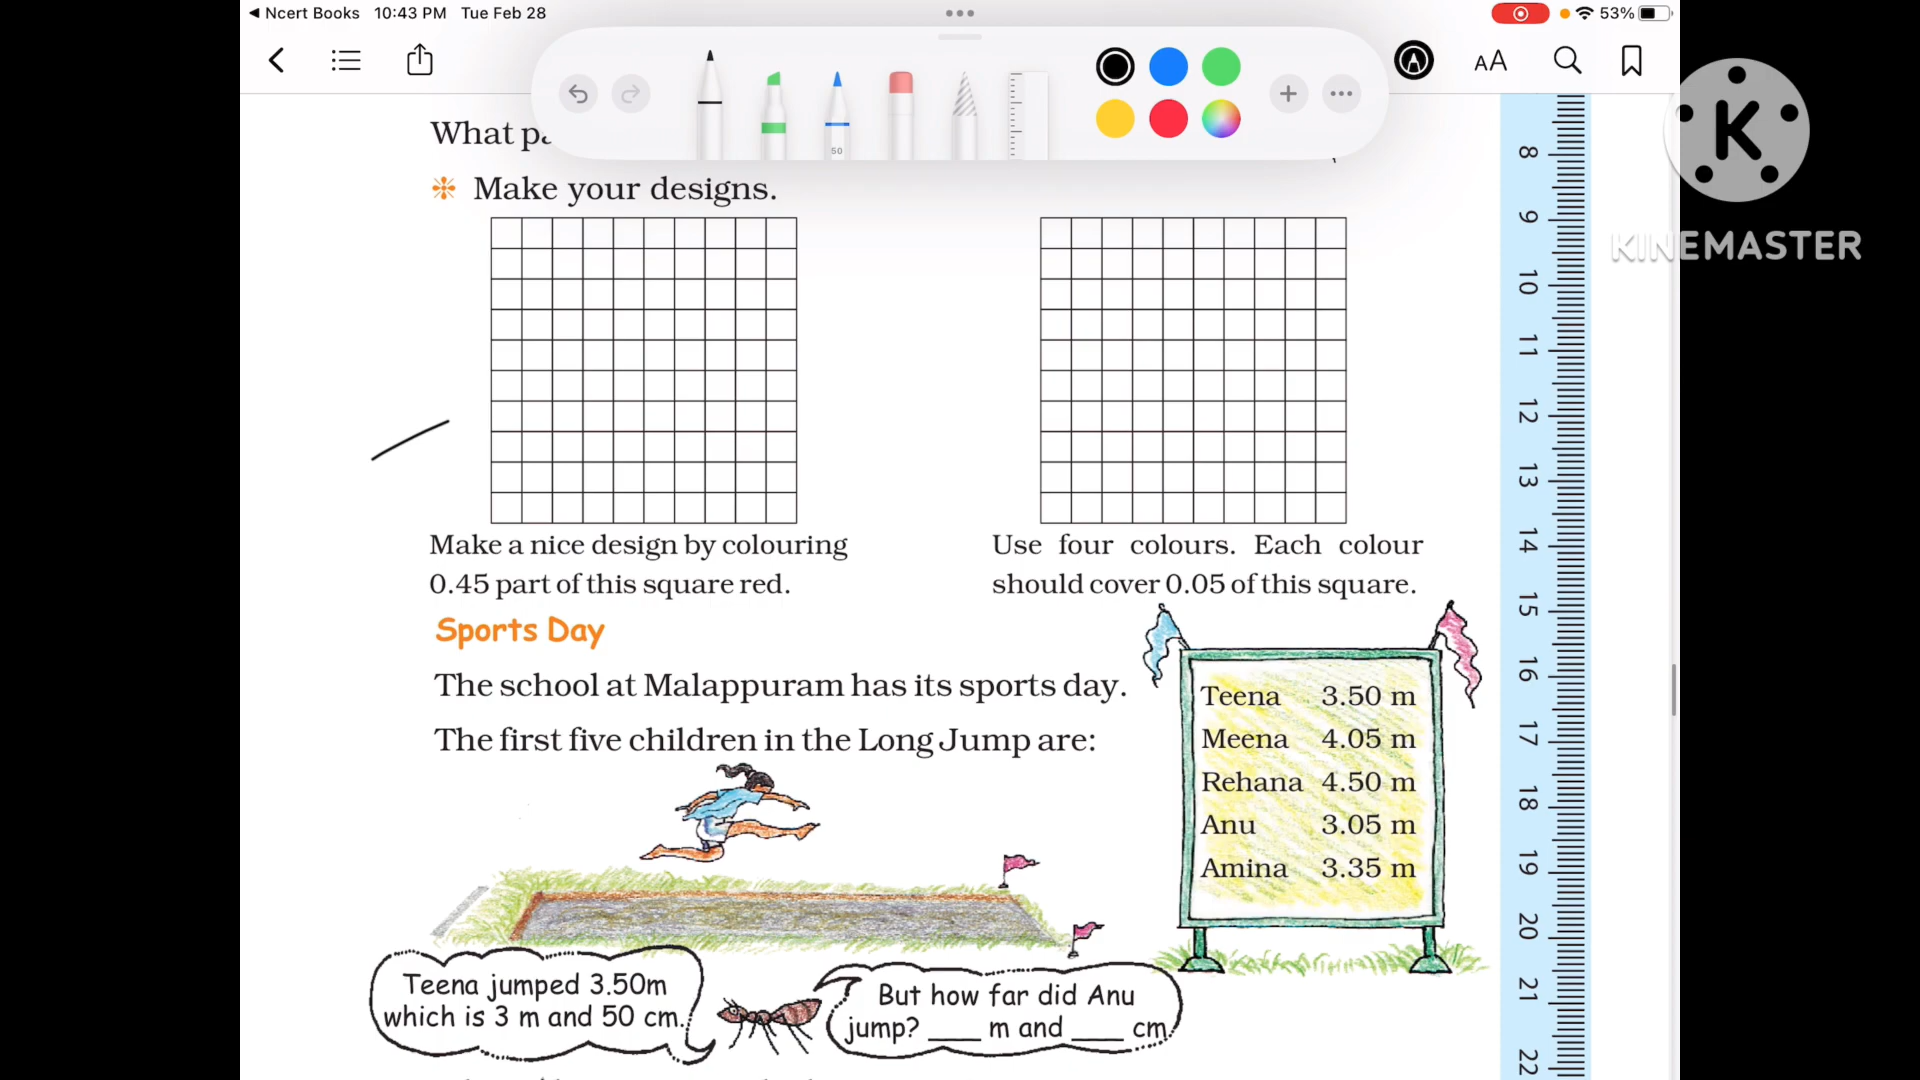 Ncert Books 10:43 PM Tue Feb 28
53%
AA
50
K
KINEMASTER
What pa
Make your designs.
Make a nice design by colouring
0.45 part of this square red.
Use four colours. Each colour
should cover 0.05 of this square.
Sports Day
The school at Malappuram has its sports day.
The first five children in the Long Jump are:
Teena 3.50 m
Meena 4.05 m
Rehana 4.50 m
Anu 3.05 m
Amina 3.35 m
Teena jumped 3.50m
which is 3 m and 50 cm.
But how far did Anu
jump? ____ m and ____ cm
8
9
10
11
12
13
14
15
16
17
18
19
20
21
22